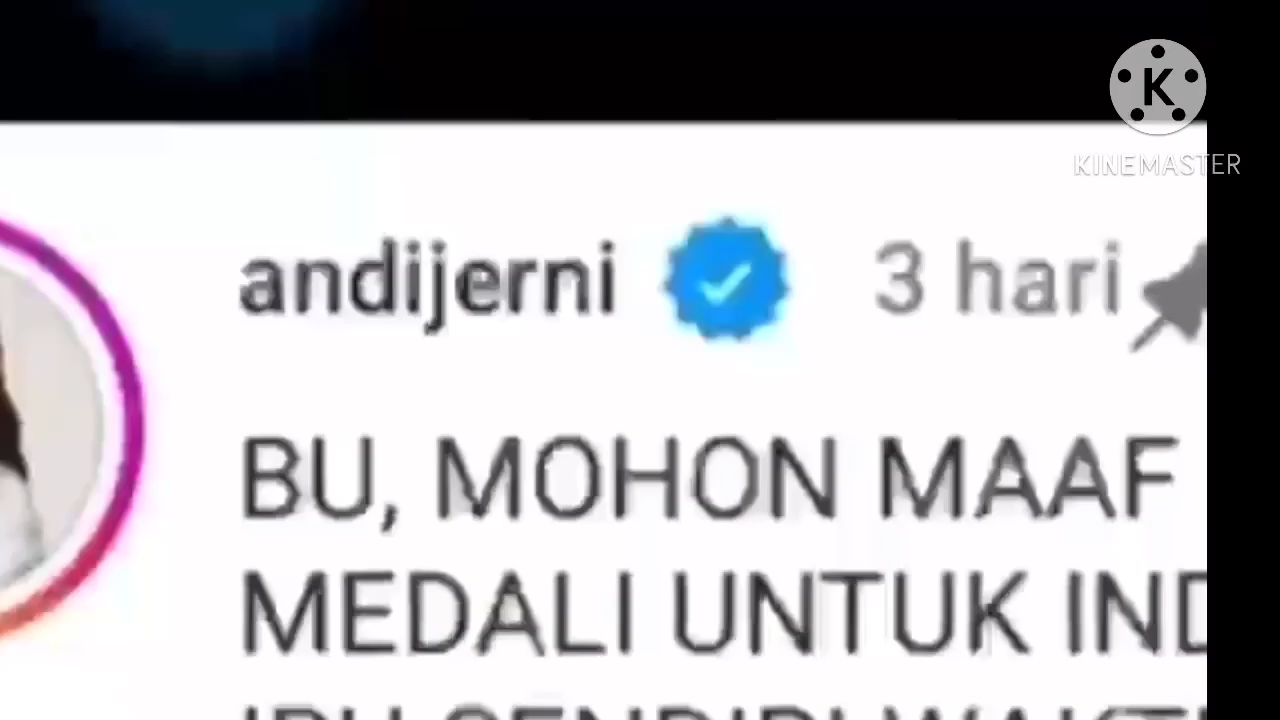 K
KINEMASTER
andijerni 3 hari
BU, MOHON MAAF
MEDALI UNTUK IND